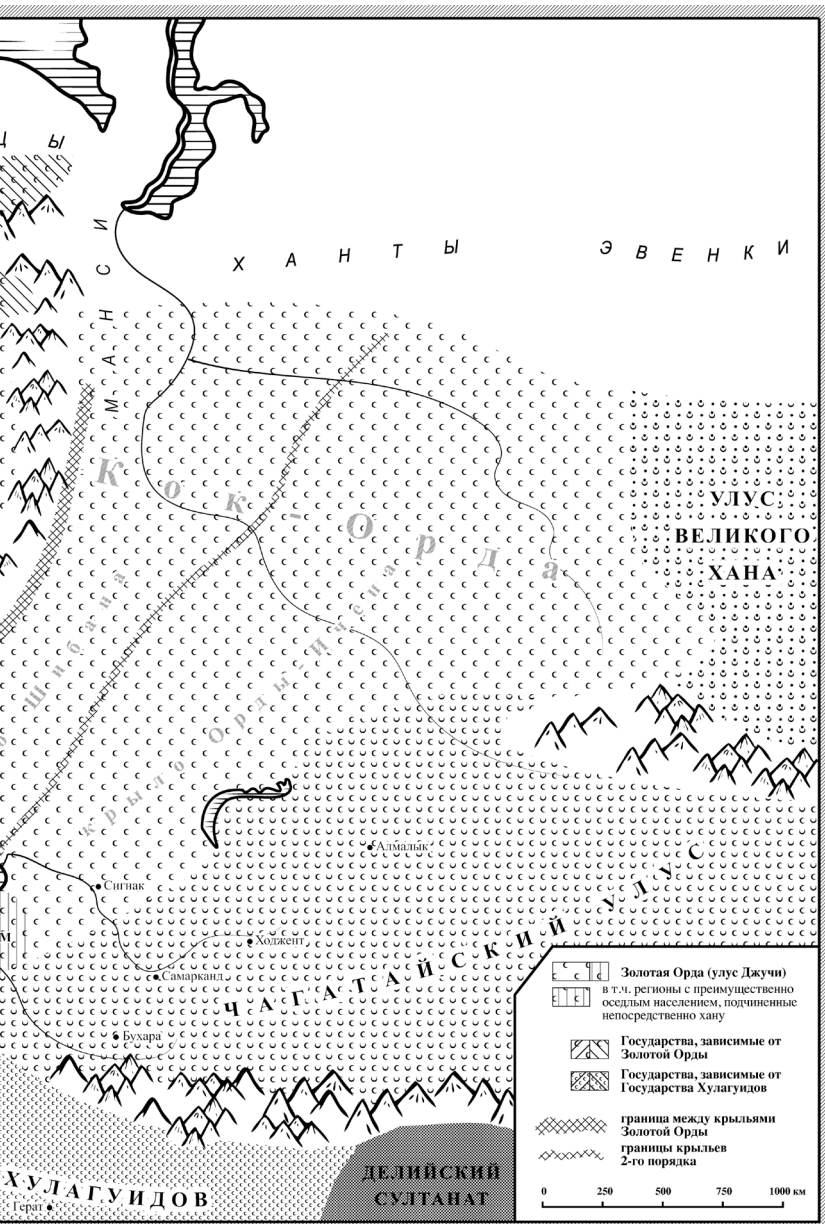 Ц Ы
МАНСИ
ХАНТЫ
ЭВЕНКИ
Кок-Орда
УЛУС
ВЕЛИКОГО
ХАНА
Шибана
крыло Орды-Ичена
Алмалык
Сигнак
Ходжент
Самарканд
ЧАГАТАЙСКИЙ УЛУС
М
Бухара
ХУЛАГУИДОВ
Герат
ДЕЛИЙСКИЙ
СУЛТАНАТ
Золотая Орда (улус Джучи)
в т.ч. регионы с преимущественно
оседлым населением, подчиненные
непосредственно хану
Государства, зависимые от
Золотой Орды
Государства, зависимые от
Государства Хулагуидов
граница между крыльями
Золотой Орды
границы крыльев
2-го порядка
0 250 500 750 1000 км